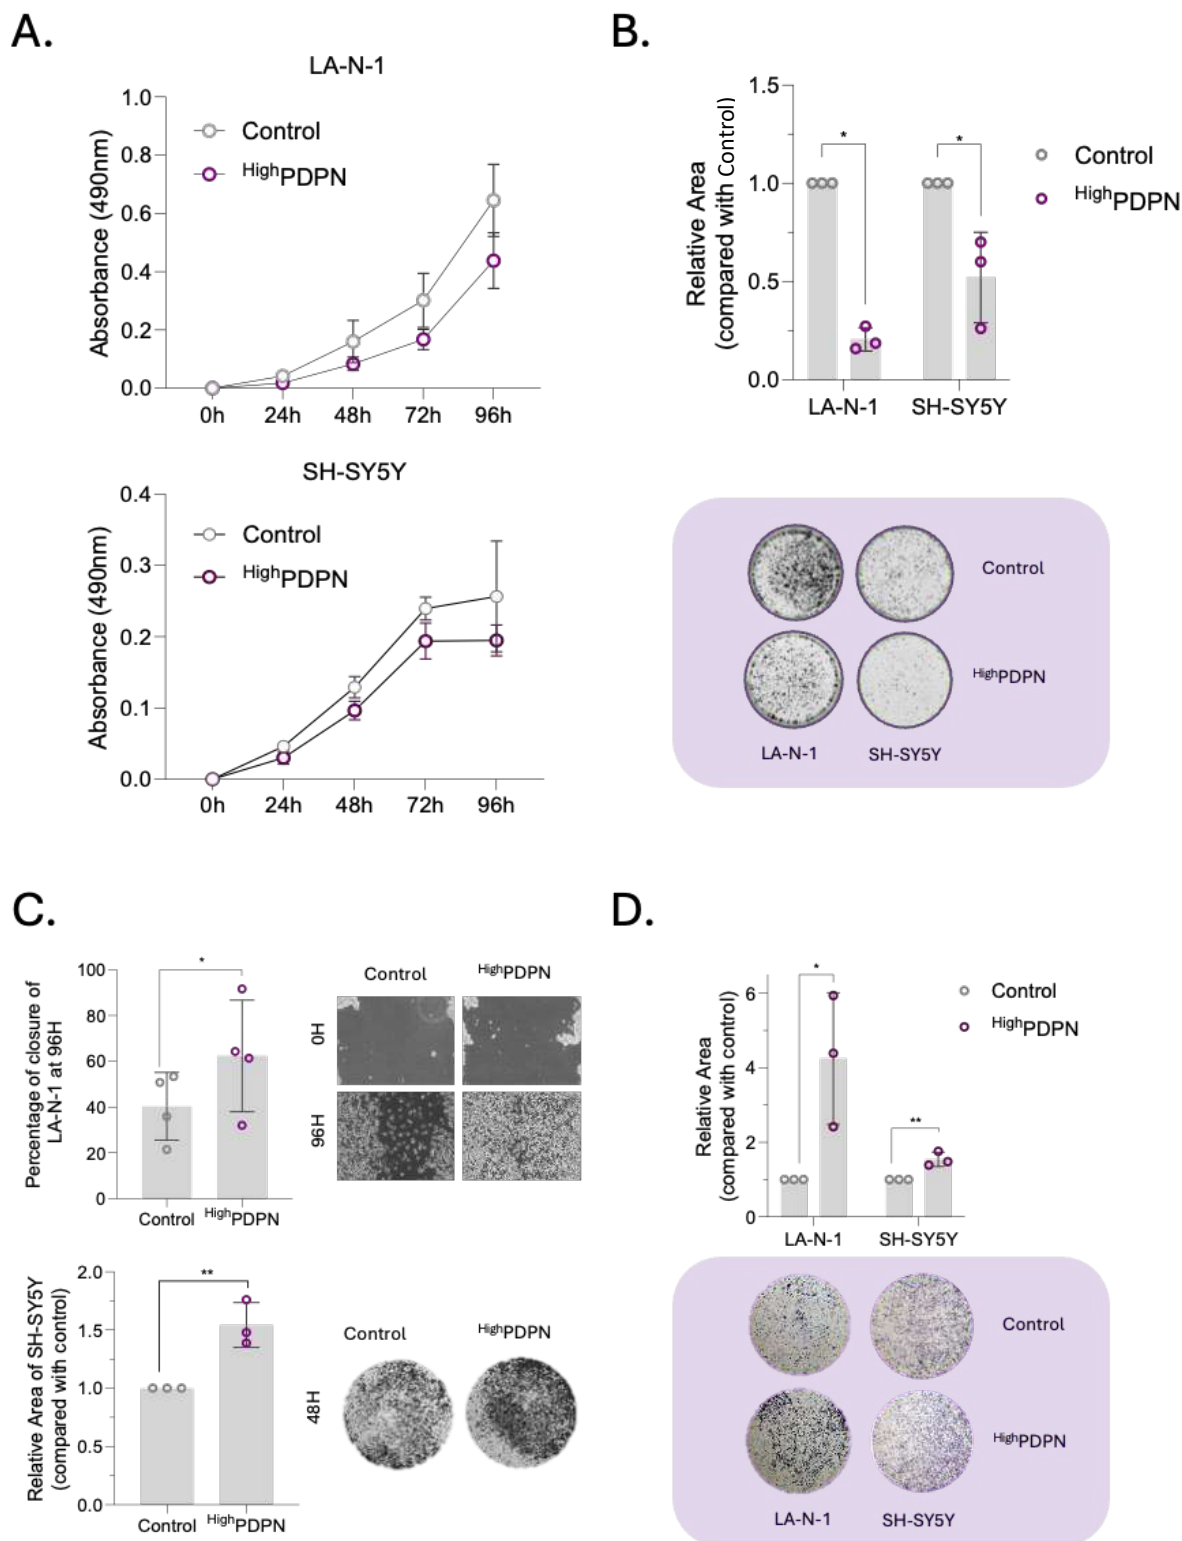 A.
LA-N-1
1.0
0.8
0.6
0.4
0.2
0.0
Absorbance (490nm)
Control
HighPDPN
0h 24h 48h 72h 96h
SH-SY5Y
0.4
0.3
0.2
0.1
0.0
Absorbance (490nm)
Control
HighPDPN
0h 24h 48h 72h 96h
B.
1.5
1.0
0.5
0.0
Relative Area
(compared with Control)
* *
Control
HighPDPN
LA-N-1 SH-SY5Y
Control
HighPDPN
LA-N-1 SH-SY5Y
C.
100
80
60
40
20
0
Percentage of closure of
LA-N-1 at 96H
*
Control HighPDPN
Control HighPDPN
0H
96H
2.0
1.5
1.0
0.5
0.0
Relative Area of SH-SY5Y
(compared with control)
**
Control HighPDPN
Control HighPDPN
48H
D.
6
4
2
0
Relative Area
(compared with control)
*
**
Control
HighPDPN
LA-N-1 SH-SY5Y
Control
HighPDPN
LA-N-1 SH-SY5Y